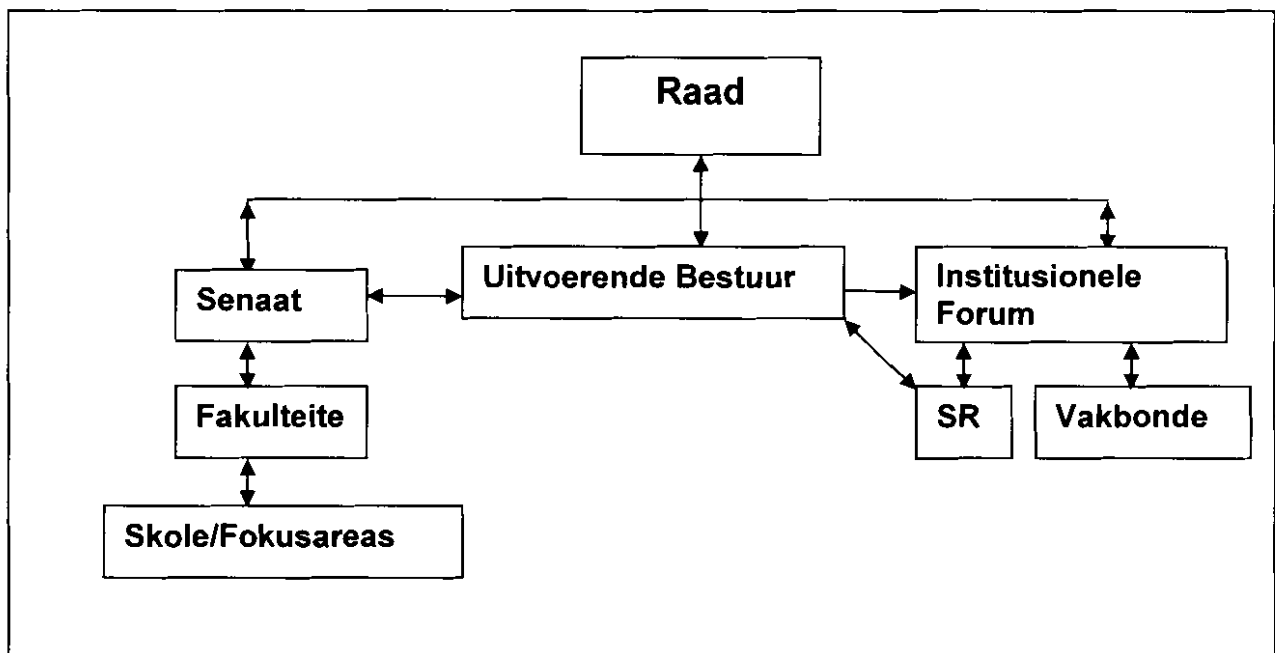 Raad
Uitvoerende Bestuur
Institusionele
Forum
Senaat
Fakulteite
SR
Vakbonde
Skole/Fokusareas